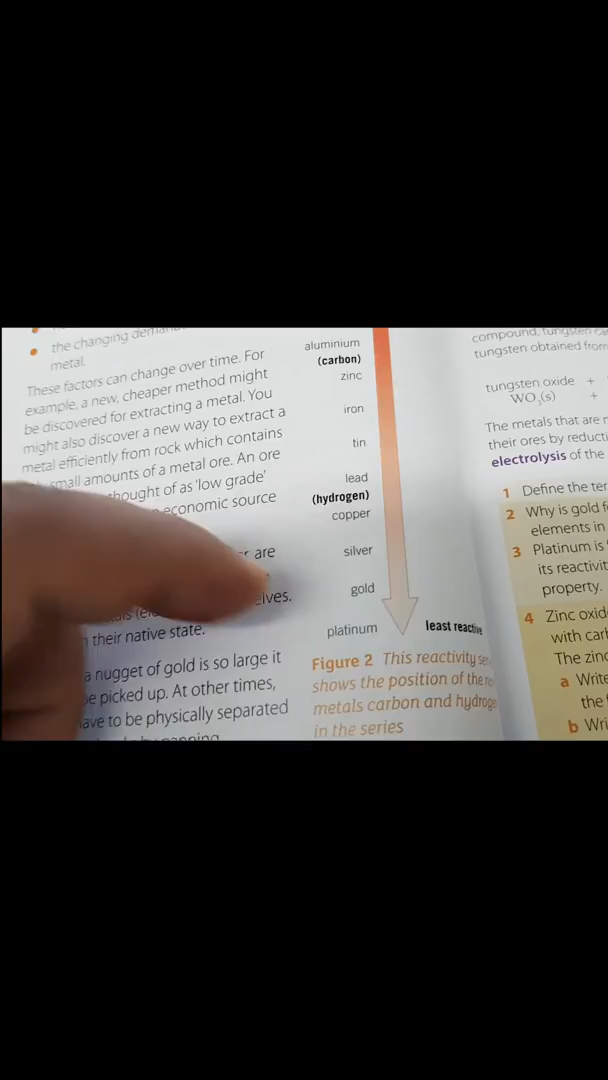 the changing
metal.
These factors can change over time. For
example, a new, cheaper method might
be discovered for extracting a metal. You
might also discover a new way to extract a
metal efficiently from rock which contains
small amounts of a metal ore. An ore
thought of as 'low grade'
economic source
are
elves.
their native state.
a nugget of gold is so large it
be picked up. At other times,
have to be physically separated
panning
aluminium
(carbon)
zinc
iron
tin
lead
(hydrogen)
copper
silver
gold
platinum
least reactive
Figure 2 This reactivity
shows the position of the
metals carbon and hydrogen
in the series
compound, tungsten
tungsten obtained from
tungsten oxide +
WO₃(s) +
The metals that are
their ores by reducti
electrolysis of the
1 Define the ter
2 Why is gold f
elements in
3 Platinum is
its reactivit
property.
4 Zinc oxid
with carb
The zinc
a Write
the
b Wri